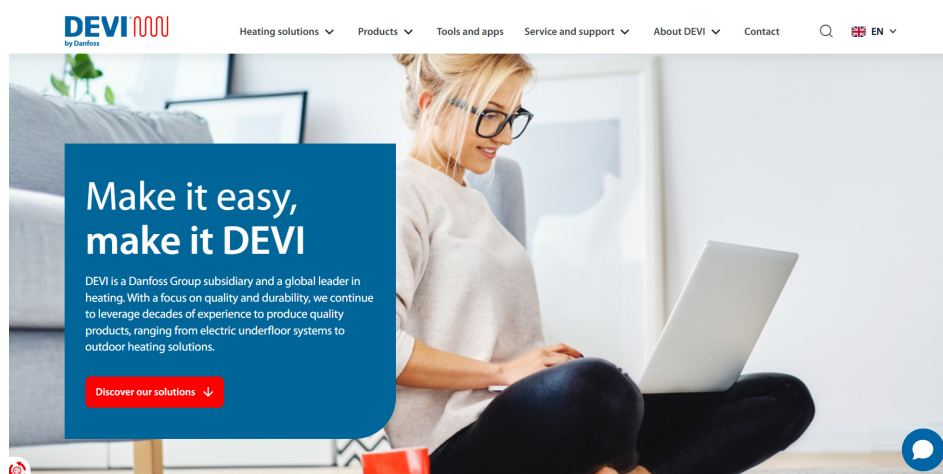 DEVI
by Danfoss
Heating solutions
Products
Tools and apps
Service and support
About DEVI
Contact
EN
Make it easy,
make it DEVI
DEVI is a Danfoss Group subsidiary and a global leader in
heating. With a focus on quality and durability, we continue
to leverage decades of experience to produce quality
products, ranging from electric underfloor systems to
outdoor heating solutions.
Discover our solutions